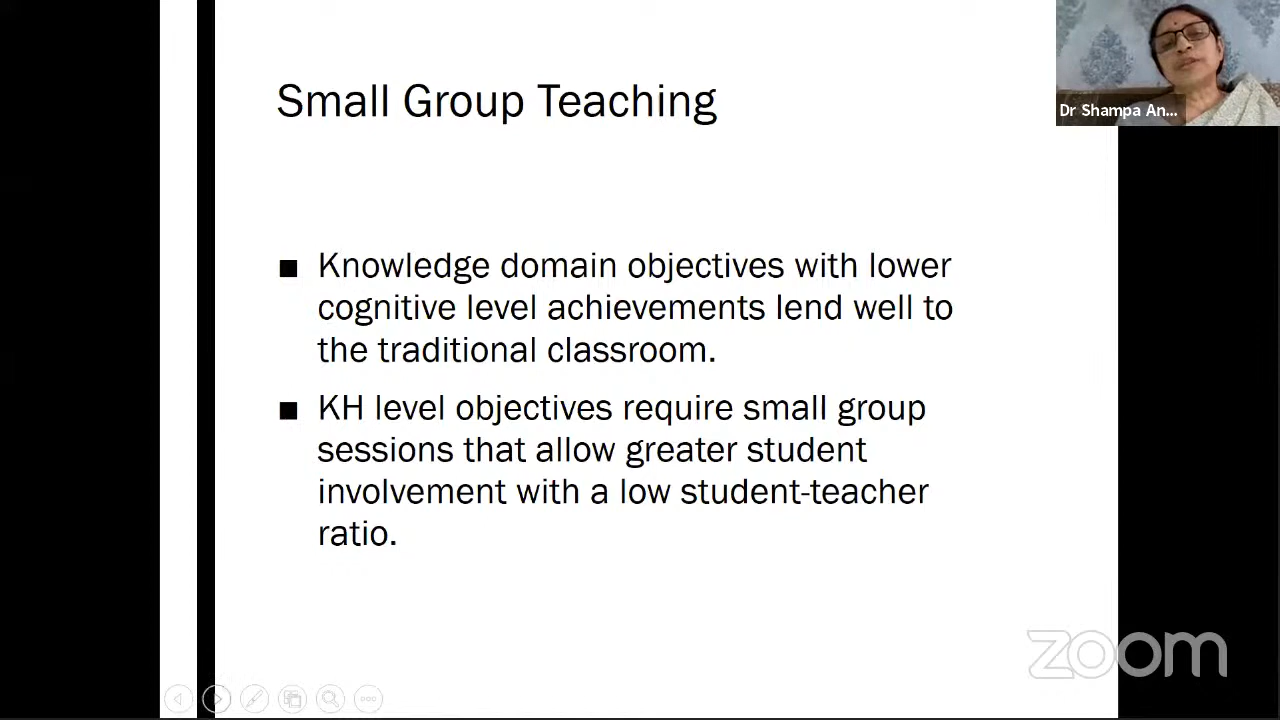 Small Group Teaching
Dr Shampa An...
■ Knowledge domain objectives with lower
cognitive level achievements lend well to
the traditional classroom.
■ KH level objectives require small group
sessions that allow greater student
involvement with a low student-teacher
ratio.
zoom